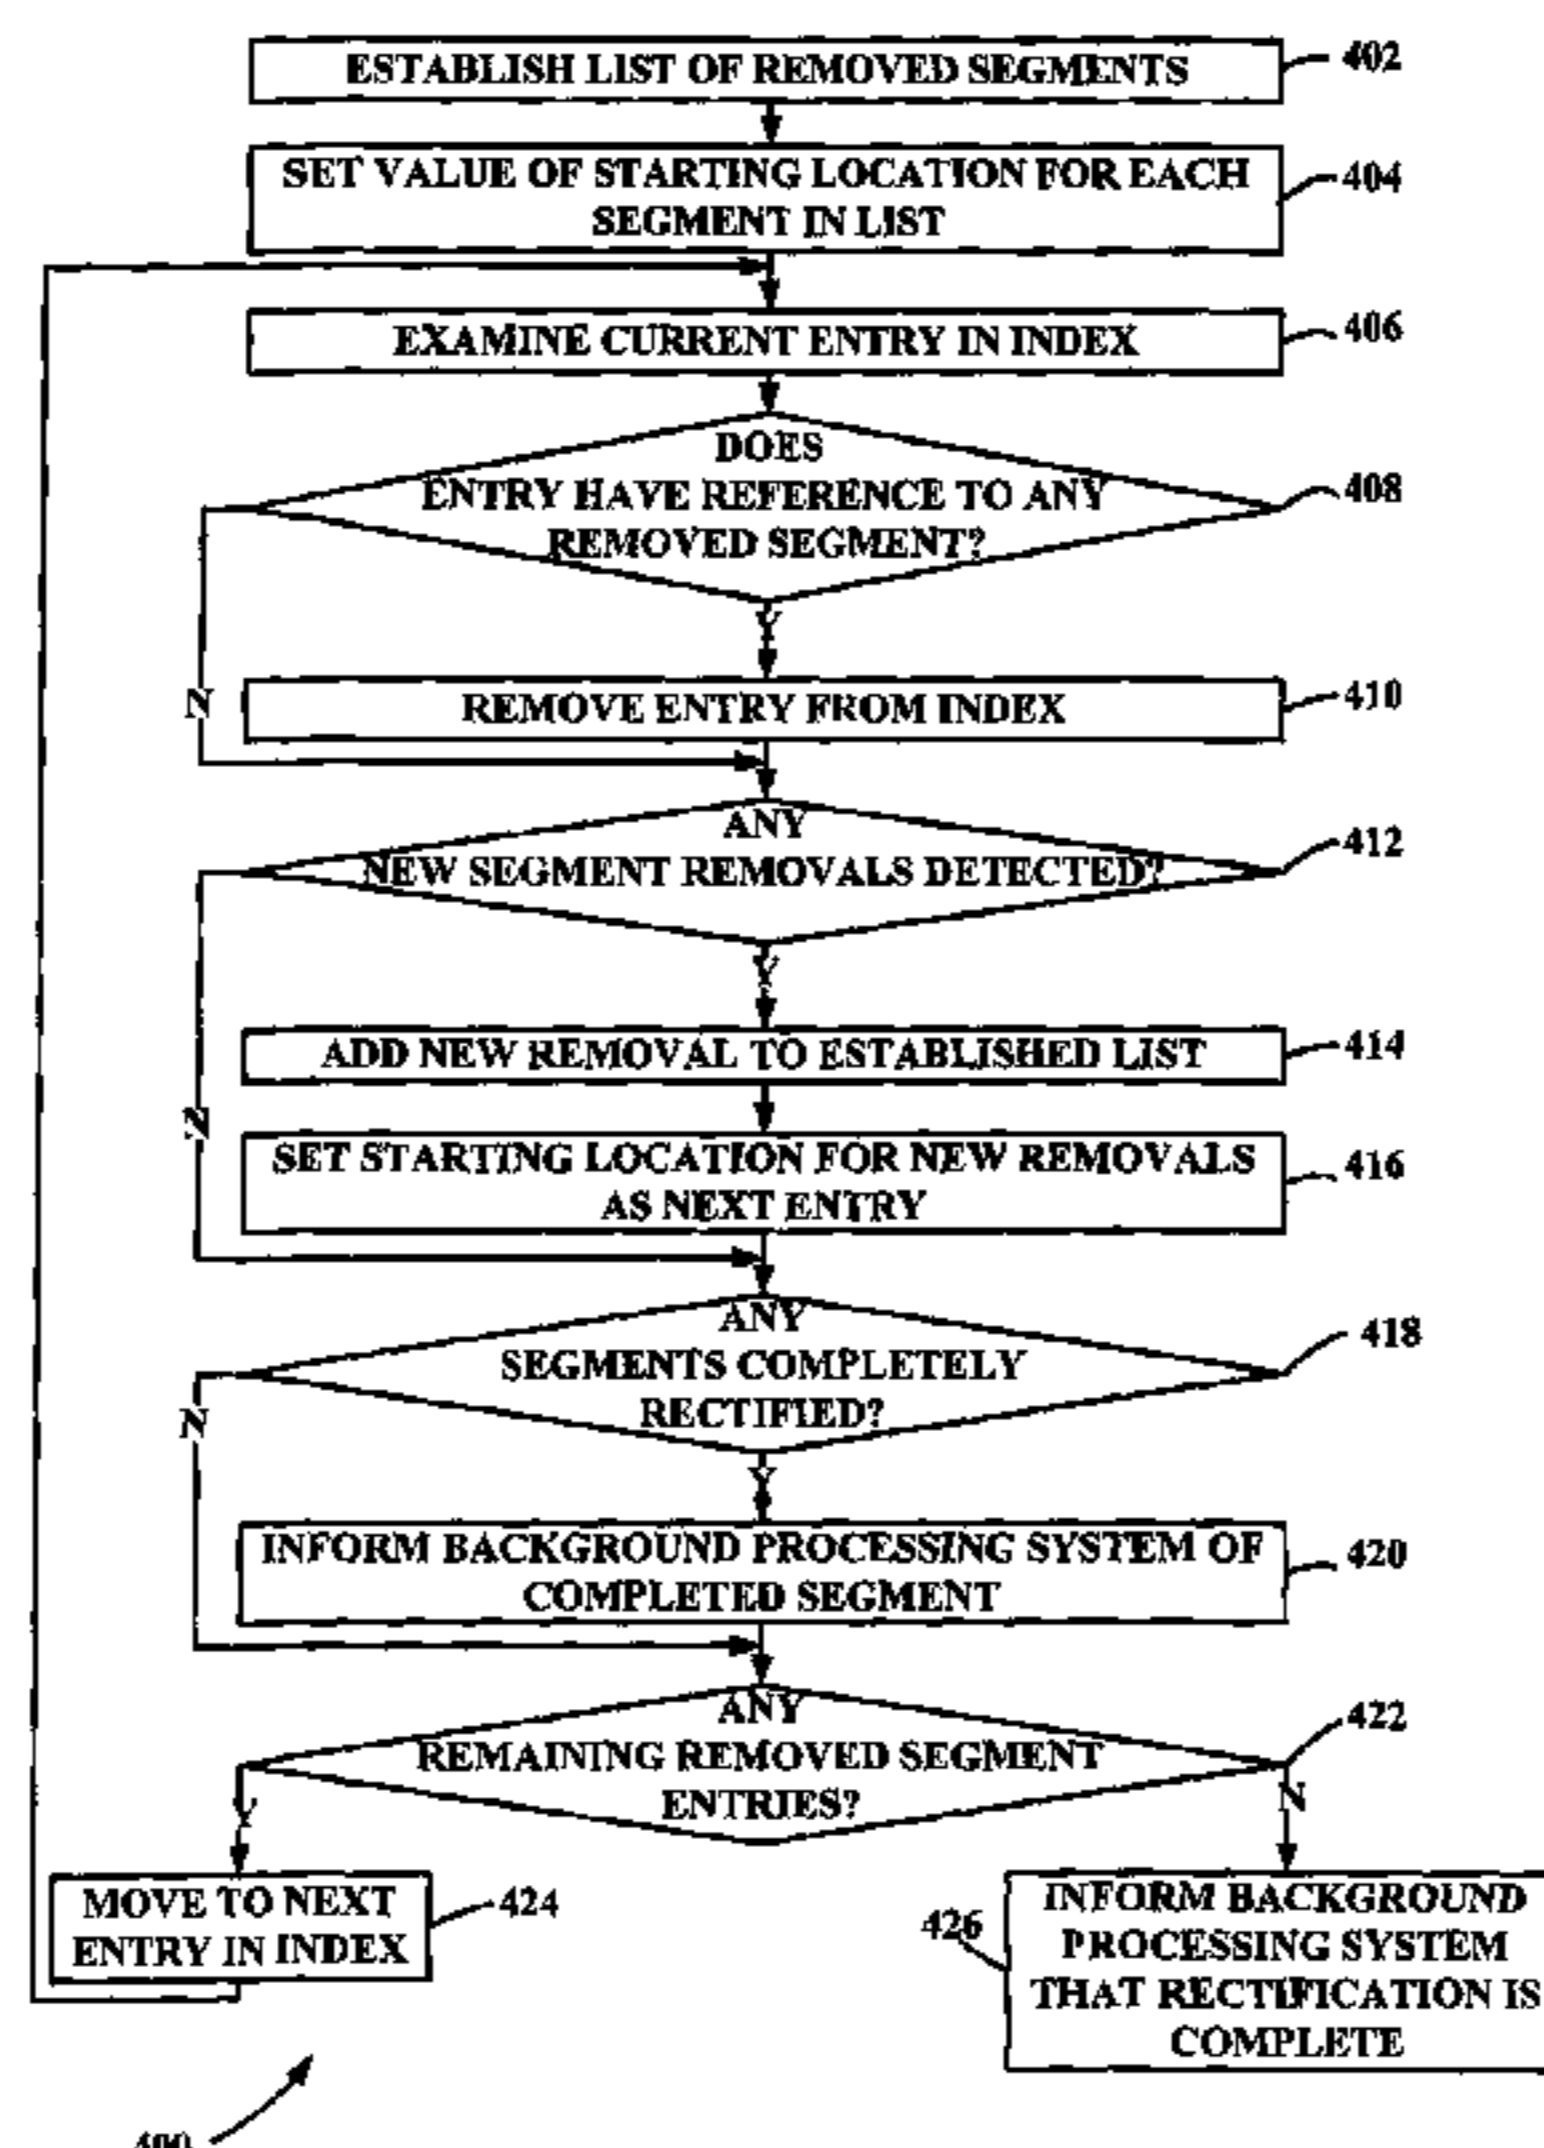 ESTABLISH LIST OF REMOVED SEGMENTS
402
SET VALUE OF STARTING LOCATION FOR EACH
SEGMENT IN LIST
404
EXAMINE CURRENT ENTRY IN INDEX
406
DOES
ENTRY HAVE REFERENCE TO ANY
REMOVED SEGMENT?
408
Y
N
REMOVE ENTRY FROM INDEX
410
ANY
NEW SEGMENT REMOVALS DETECTED?
412
Y
ADD NEW REMOVAL TO ESTABLISHED LIST
414
N
SET STARTING LOCATION FOR NEW REMOVALS
AS NEXT ENTRY
416
ANY
SEGMENTS COMPLETELY
RECTIFIED?
418
N
Y
INFORM BACKGROUND PROCESSING SYSTEM OF
COMPLETED SEGMENT
420
ANY
REMAINING REMOVED SEGMENT
ENTRIES?
422
Y
N
MOVE TO NEXT
ENTRY IN INDEX
424
426
INFORM BACKGROUND
PROCESSING SYSTEM
THAT RECTIFICATION IS
COMPLETE
400